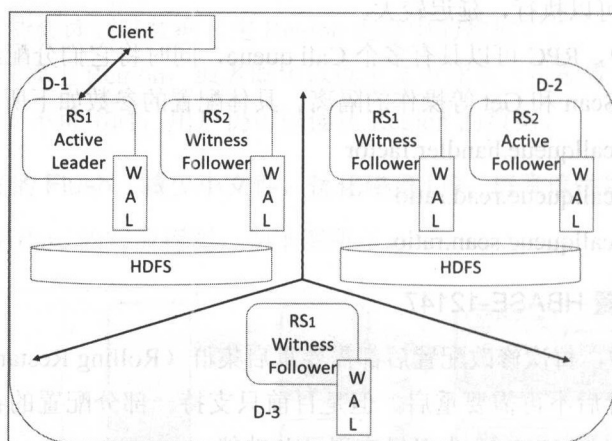 Client
D-1
D-2
RS1
Active
Leader
W
A
L
RS2
Witness
Follower
W
A
L
HDFS
RS1
Witness
Follower
W
A
L
RS2
Active
Follower
W
A
L
HDFS
RS1
Witness
Follower
W
A
L
D-3